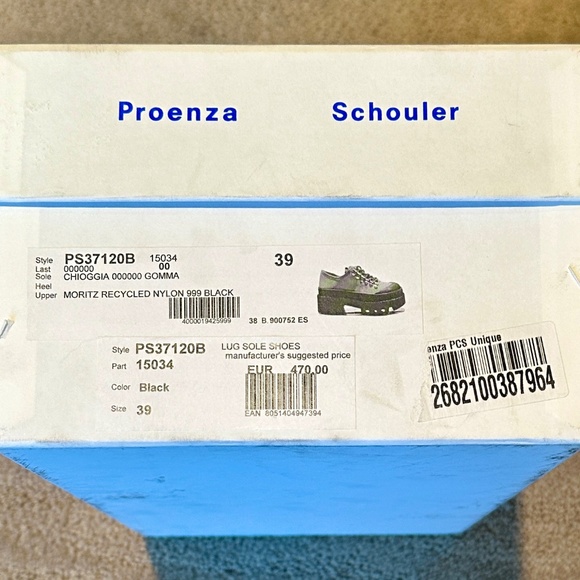 Proenza Schouler
Style PS37120B 15034 39
Last 000000 00
Sole CHIOGGIA 000000 GOMMA
Heel
Upper MORITZ RECYCLED NYLON 999 BLACK
4000019425999
38 B.900752 ES
Style PS37120B LUG SOLE SHOES
manufacturer's suggested price
Part 15034 EUR 470,00
Color Black
Size 39
EAN 8051404947394
enza PCS Unique
2682100387964